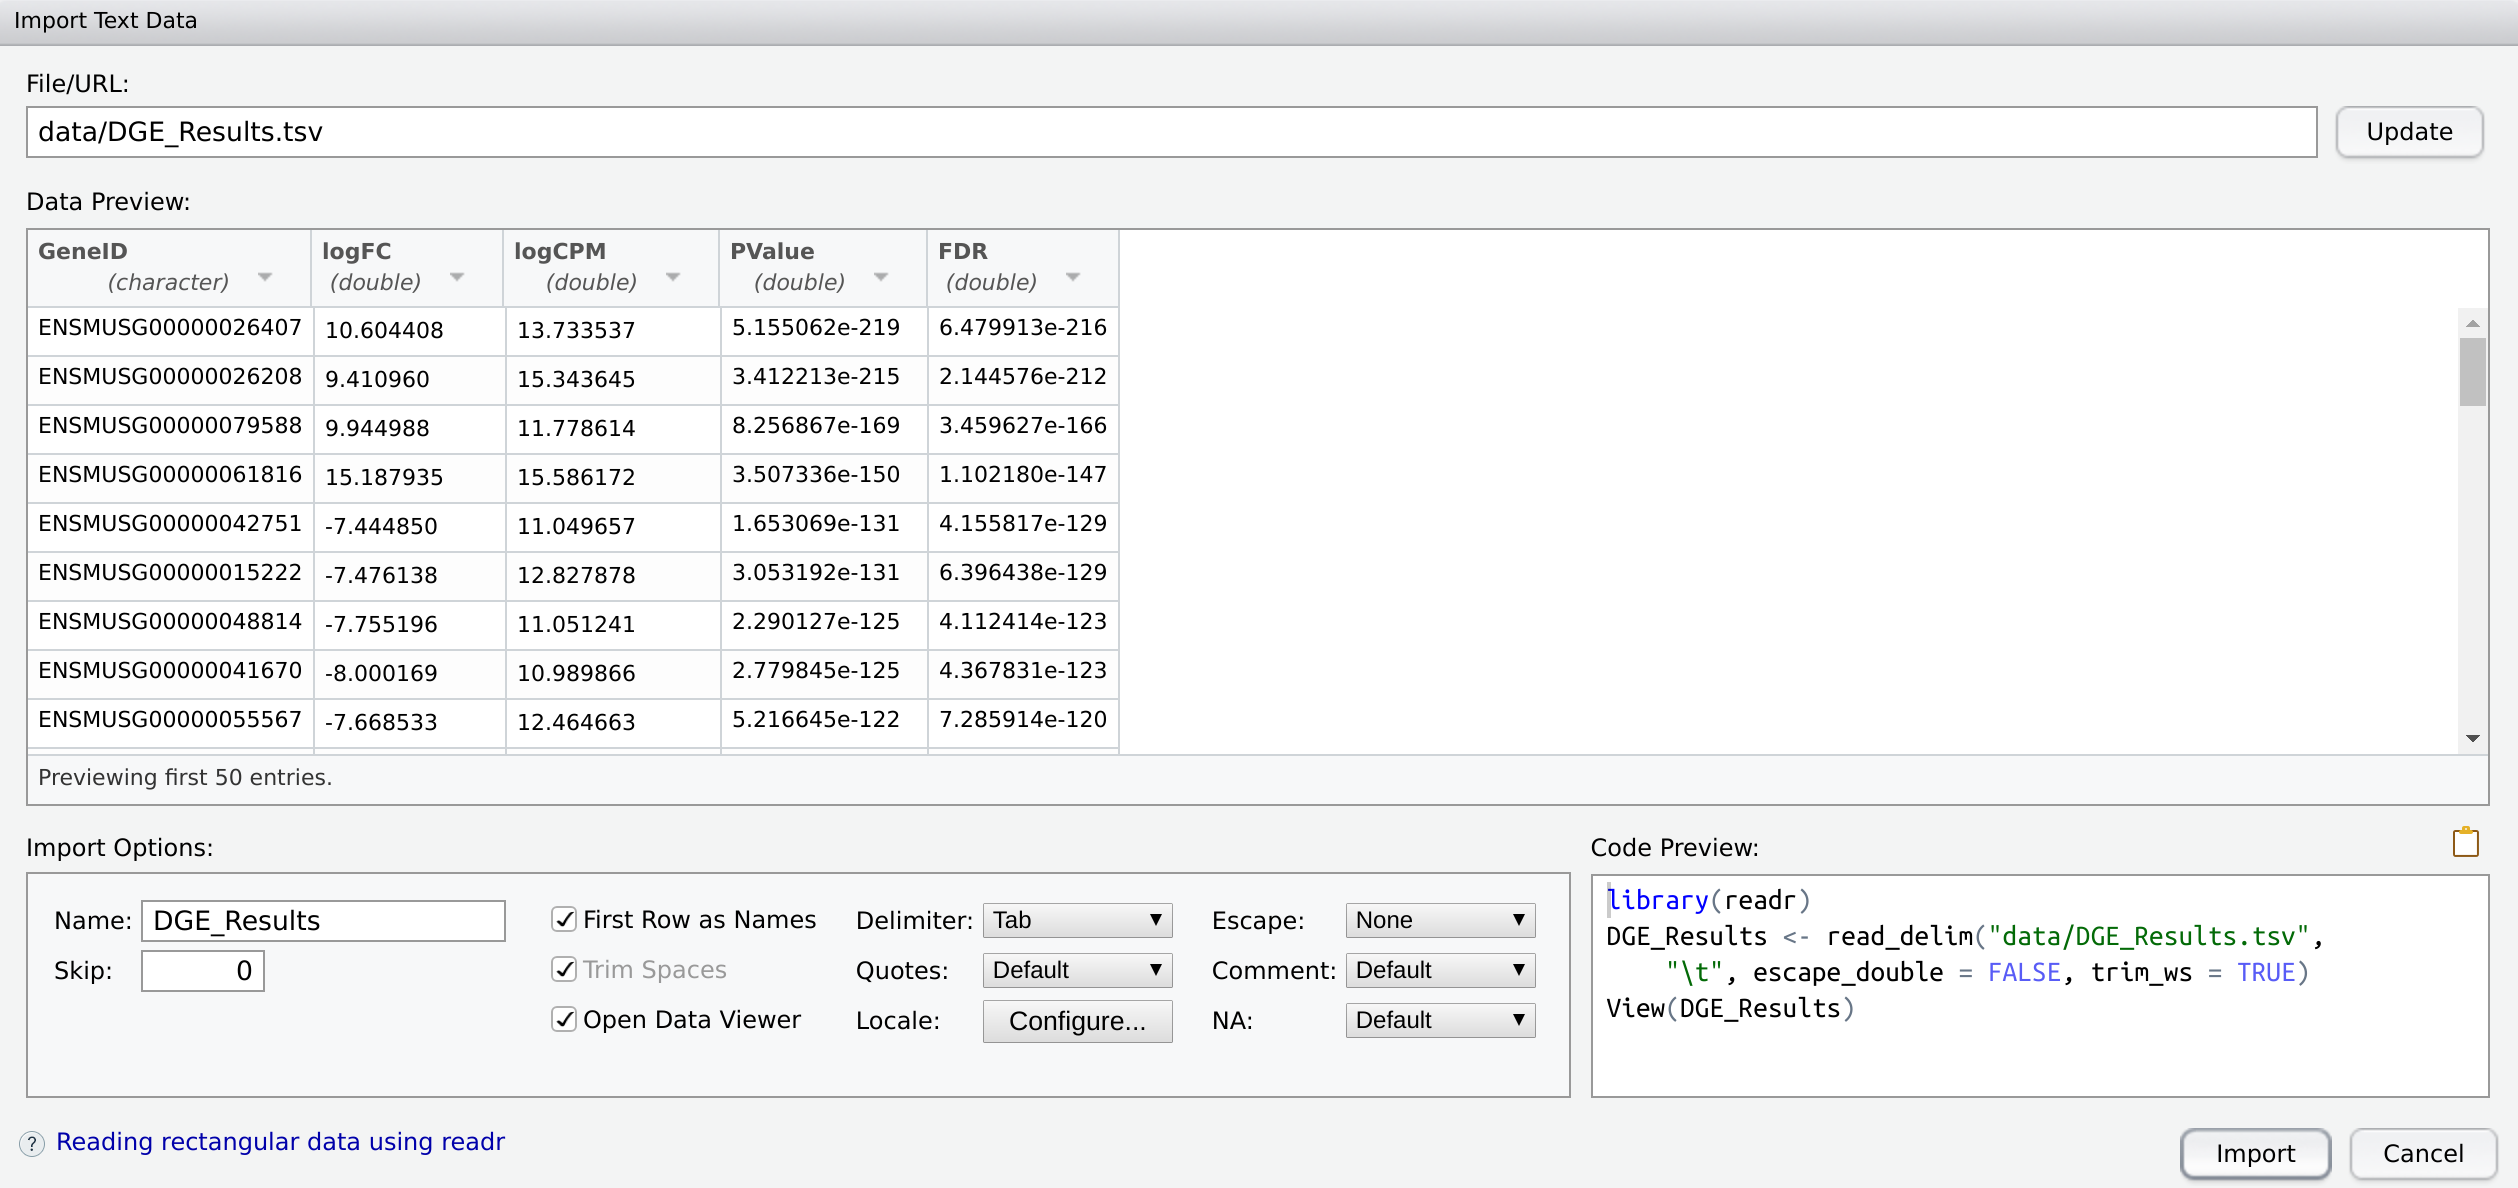 Import Text Data
File/URL:
data/DGE_Results.tsv
Update
Data Preview:
GeneID logFC logCPM PValue FDR
(character) (double) (double) (double) (double)
ENSMUSG00000026407 10.604408 13.733537 5.155062e-219 6.479913e-216
ENSMUSG00000026208 9.410960 15.343645 3.412213e-215 2.144576e-212
ENSMUSG00000079588 9.944988 11.778614 8.256867e-169 3.459627e-166
ENSMUSG00000061816 15.187935 15.586172 3.507336e-150 1.102180e-147
ENSMUSG00000042751 -7.444850 11.049657 1.653069e-131 4.155817e-129
ENSMUSG00000015222 -7.476138 12.827878 3.053192e-131 6.396438e-129
ENSMUSG00000048814 -7.755196 11.051241 2.290127e-125 4.112414e-123
ENSMUSG00000041670 -8.000169 10.989866 2.779845e-125 4.367831e-123
ENSMUSG00000055567 -7.668533 12.464663 5.216645e-122 7.285914e-120
Previewing first 50 entries.
Import Options:
Name: DGE_Results First Row as Names Delimiter: Tab Escape: None
Skip: 0 Trim Spaces Quotes: Default Comment: Default
Open Data Viewer Locale: Configure... NA: Default
Code Preview:
library(readr)
DGE_Results <- read_delim("data/DGE_Results.tsv",
"\t", escape_double = FALSE, trim_ws = TRUE)
View(DGE_Results)
? Reading rectangular data using readr
Import Cancel